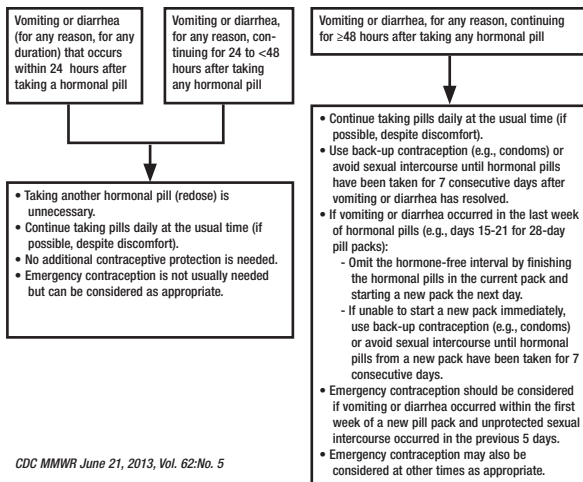 Vomiting or diarrhea
(for any reason, for any
duration) that occurs
within 24 hours after
taking a hormonal pill
Vomiting or diarrhea,
for any reason, con-
tinuing for 24 to <48
hours after taking
any hormonal pill
• Taking another hormonal pill (redose) is
unnecessary.
• Continue taking pills daily at the usual time (if
possible, despite discomfort).
• No additional contraceptive protection is needed.
• Emergency contraception is not usually needed
but can be considered as appropriate.
Vomiting or diarrhea, for any reason, continuing
for ≥48 hours after taking any hormonal pill
• Continue taking pills daily at the usual time (if
possible, despite discomfort).
• Use back-up contraception (e.g., condoms) or
avoid sexual intercourse until hormonal pills
have been taken for 7 consecutive days after
vomiting or diarrhea has resolved.
• If vomiting or diarrhea occurred in the last week
of hormonal pills (e.g., days 15-21 for 28-day
pill packs):
- Omit the hormone-free interval by finishing
the hormonal pills in the current pack and
starting a new pack the next day.
- If unable to start a new pack immediately,
use back-up contraception (e.g., condoms)
or avoid sexual intercourse until hormonal
pills from a new pack have been taken for 7
consecutive days.
• Emergency contraception should be considered
if vomiting or diarrhea occurred within the first
week of a new pill pack and unprotected sexual
intercourse occurred in the previous 5 days.
• Emergency contraception may also be
considered at other times as appropriate.
CDC MMWR June 21, 2013, Vol. 62:No. 5